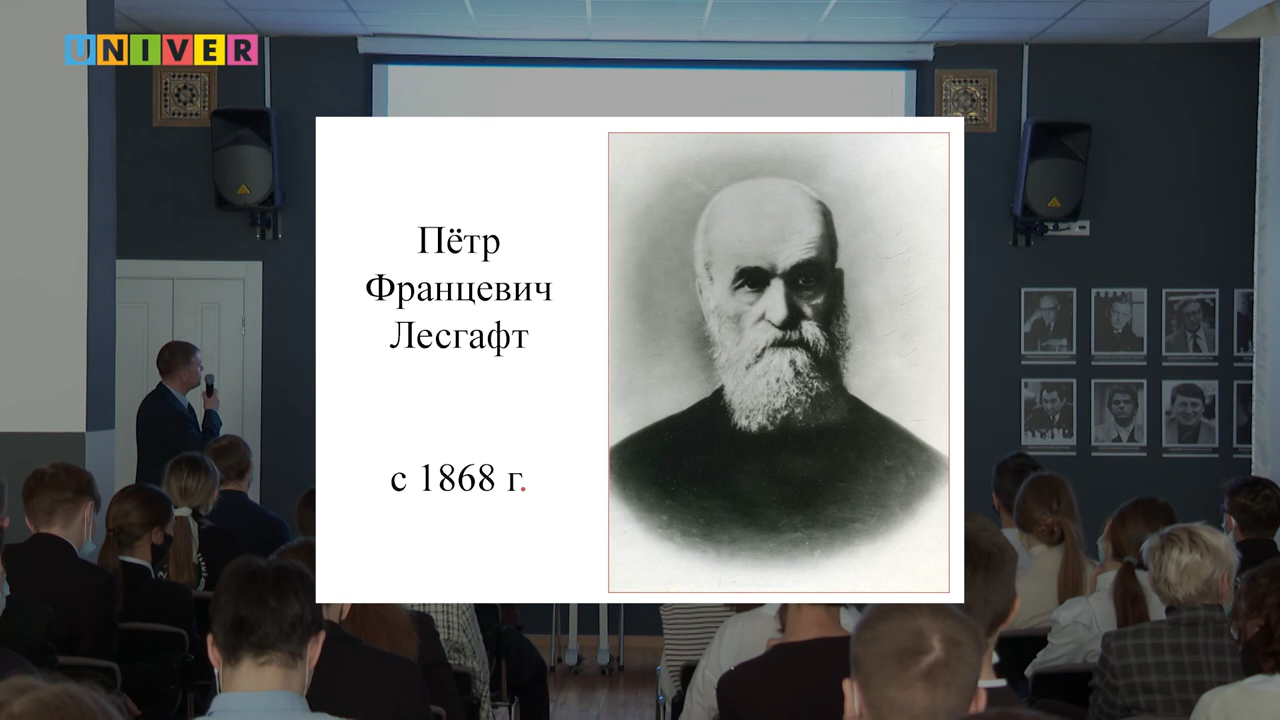 UNIVER
Пётр
Францевич
Лесгафт
с 1868 г.